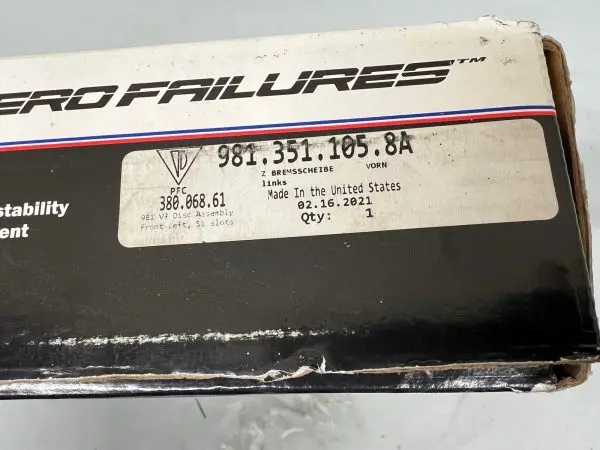 ERO FAILURES™
981.351.105.8A
Z BREMSSCHEIBE VORN
links
PFC
380.068.61
Made In the United States
981 V3 Disc Assembly
02.16.2021
Front Left, 51 slots
Qty: 1
stability
ent